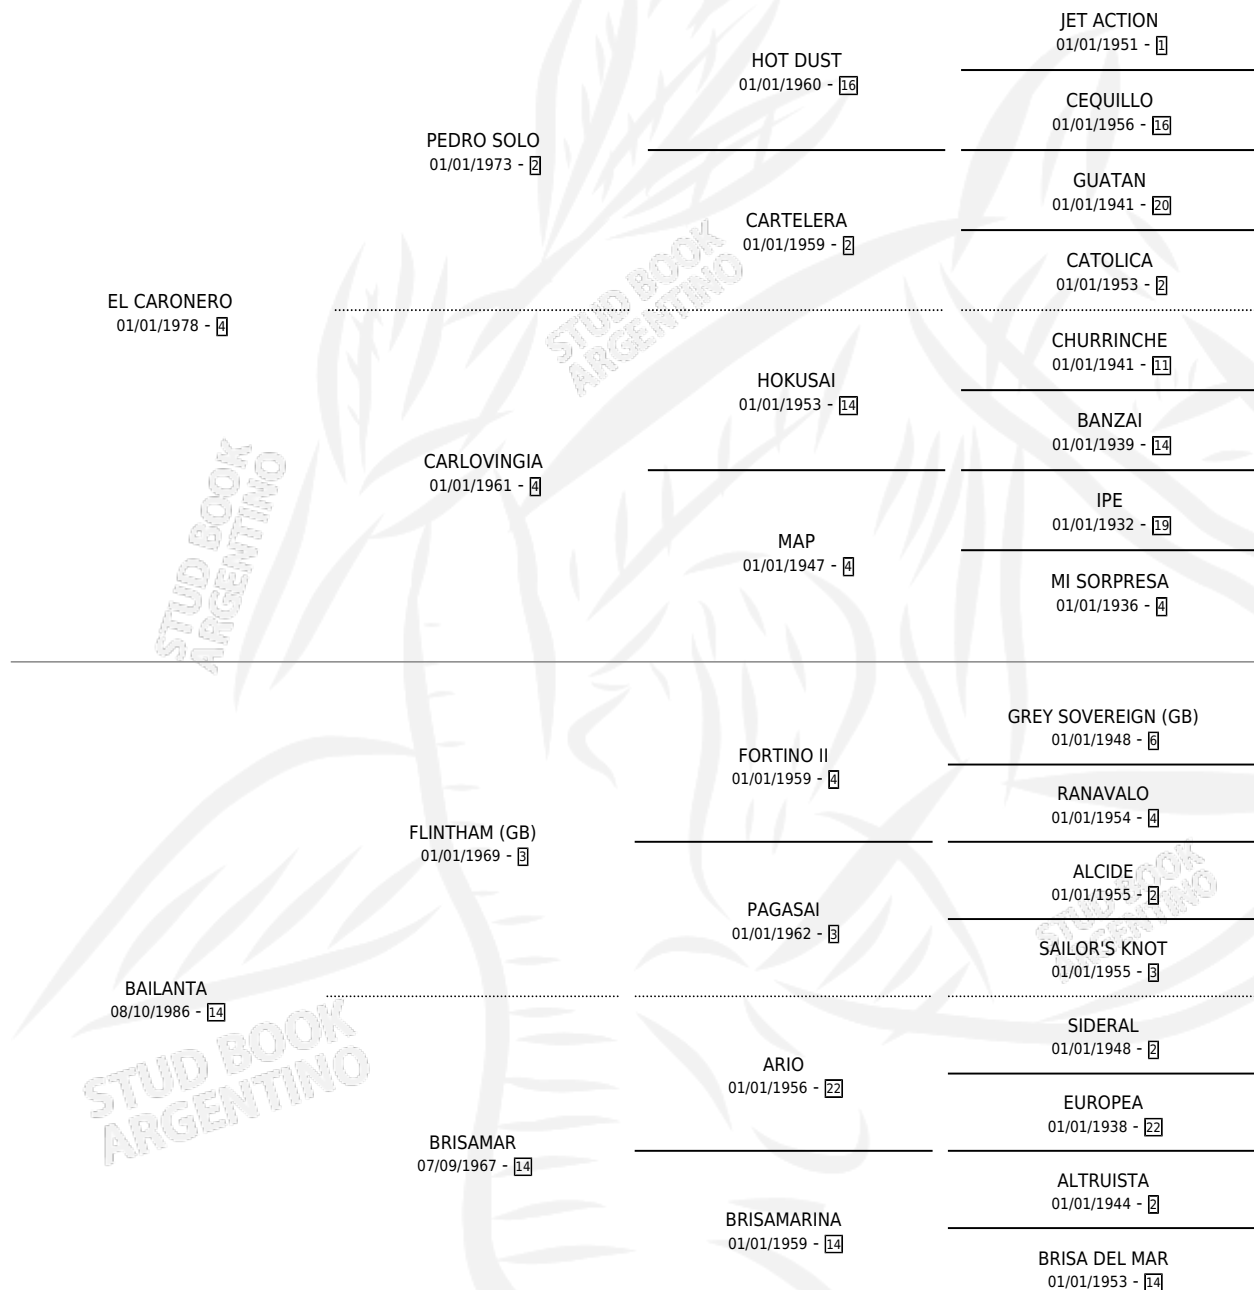 JET ACTION
01/01/1951 - 1
HOT DUST
01/01/1960 - 16
CEQUILLO
01/01/1956 - 16
PEDRO SOLO
01/01/1973 - 2
GUATAN
01/01/1941 - 20
CARTELERA
01/01/1959 - 2
CATOLICA
01/01/1953 - 2
EL CARONERO
01/01/1978 - 4
CHURRINCHE
01/01/1941 - 11
HOKUSAI
01/01/1953 - 14
BANZAI
01/01/1939 - 14
CARLOVINGIA
01/01/1961 - 4
IPE
01/01/1932 - 19
MAP
01/01/1947 - 4
MI SORPRESA
01/01/1936 - 4
GREY SOVEREIGN (GB)
01/01/1948 - 6
FORTINO II
01/01/1959 - 4
RANAVALO
01/01/1954 - 4
FLINTHAM (GB)
01/01/1969 - 3
ALCIDE
01/01/1955 - 2
PAGASAI
01/01/1962 - 3
SAILOR'S KNOT
01/01/1955 - 3
BAILANTA
08/10/1986 - 14
SIDERAL
01/01/1948 - 2
ARIO
01/01/1956 - 22
EUROPEA
01/01/1938 - 22
BRISAMAR
07/09/1967 - 14
ALTRUISTA
01/01/1944 - 2
BRISAMARINA
01/01/1959 - 14
BRISA DEL MAR
01/01/1953 - 14
STUD BOOK
ARGENTINO
STUD BOOK
ARGENTINO
STUD BOOK
ARGENTINO
STUD BOOK
ARGENTINO